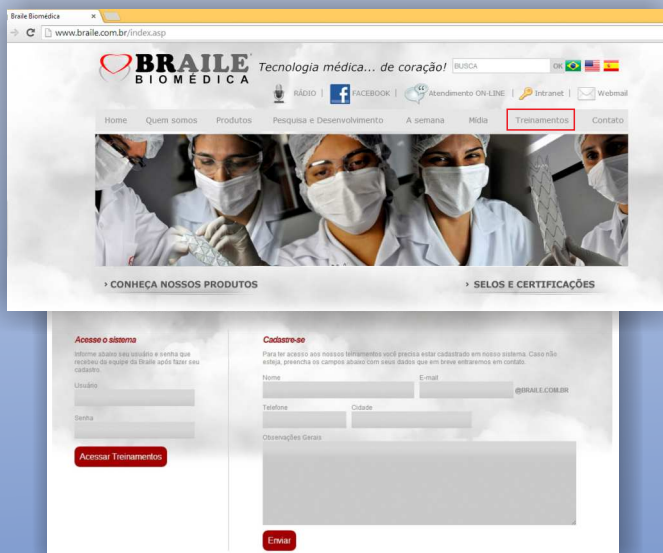 Braile Biomédica
www.braile.com.br/index.asp
BRAILE
BIOMÉDICA
Tecnologia médica... de coração!
BUSCA
OK
RÁDIO | FACEBOOK | Atendimento ON-LINE | Intranet | Webmail
Home Quem somos Produtos Pesquisa e Desenvolvimento A semana Mídia Treinamentos Contato
› CONHEÇA NOSSOS PRODUTOS
› SELOS E CERTIFICAÇÕES
Acesse o sistema
Informe abaixo seu usuário e senha que
recebeu da equipe da Braile após fazer seu
cadastro.
Usuário
Senha
Acessar Treinamentos
Cadastre-se
Para ter acesso aos nossos treinamentos você precisa estar cadastrado em nosso sistema. Caso não
esteja, preencha os campos abaixo com seus dados que em breve entraremos em contato.
Nome E-mail
@BRAILE.COM.BR
Telefone Cidade
Observações Gerais
Enviar